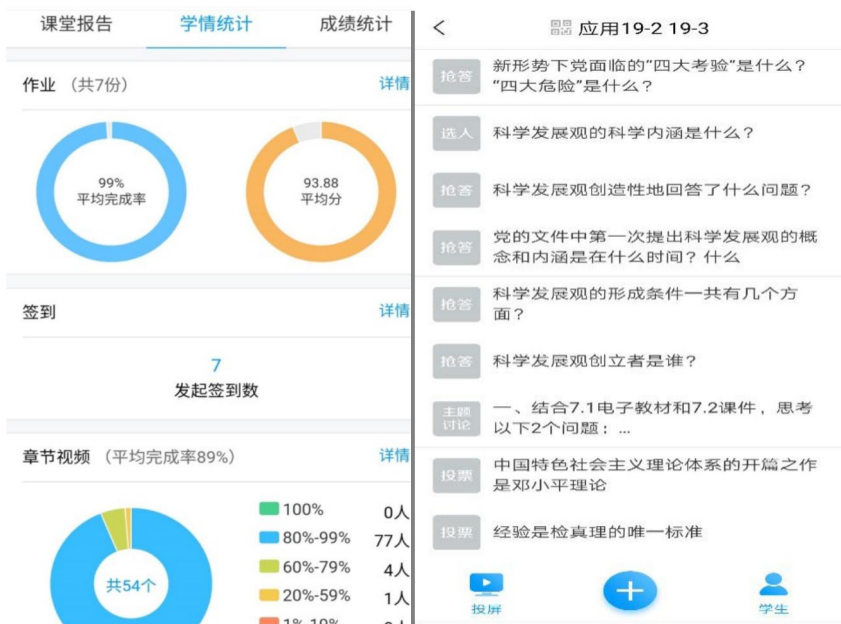 课堂报告
学情统计
成绩统计
作业 (共7份)
详情
99%
平均完成率
93.88
平均分
签到
详情
7
发起签到数
章节视频 (平均完成率89%)
详情
共54个
100% 0人
80%-99% 77人
60%-79% 4人
20%-59% 1人
应用19-2 19-3
抢答
新形势下党面临的“四大考验”是什么?
“四大危险”是什么?
选人
科学发展观的科学内涵是什么?
抢答
科学发展观创造性地回答了什么问题?
抢答
党的文件中第一次提出科学发展观的概
念和内涵是在什么时间? 什么
抢答
科学发展观的形成条件一共有几个方
面?
抢答
科学发展观创立者是谁?
主题
讨论
一、结合7.1电子教材和7.2课件，思考
以下2个问题: ...
投票
中国特色社会主义理论体系的开篇之作
是邓小平理论
投票
经验是检真理的唯一标准
投屏
学生